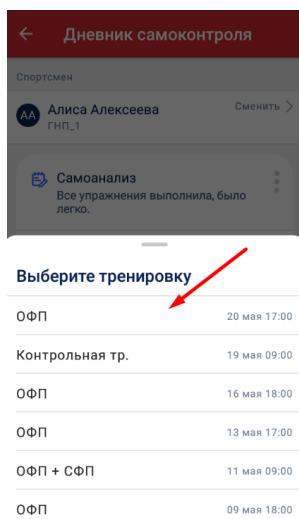 Дневник самоконтроля
Спортсмен
АА
Алиса Алексеева
Сменить
ГНП_1
Самоанализ
Все упражнения выполнила, было
легко.
Выберите тренировку
ОФП 20 мая 17:00
Контрольная тр. 19 мая 09:00
ОФП 16 мая 18:00
ОФП 13 мая 17:00
ОФП + СФП 11 мая 09:00
ОФП 09 мая 18:00